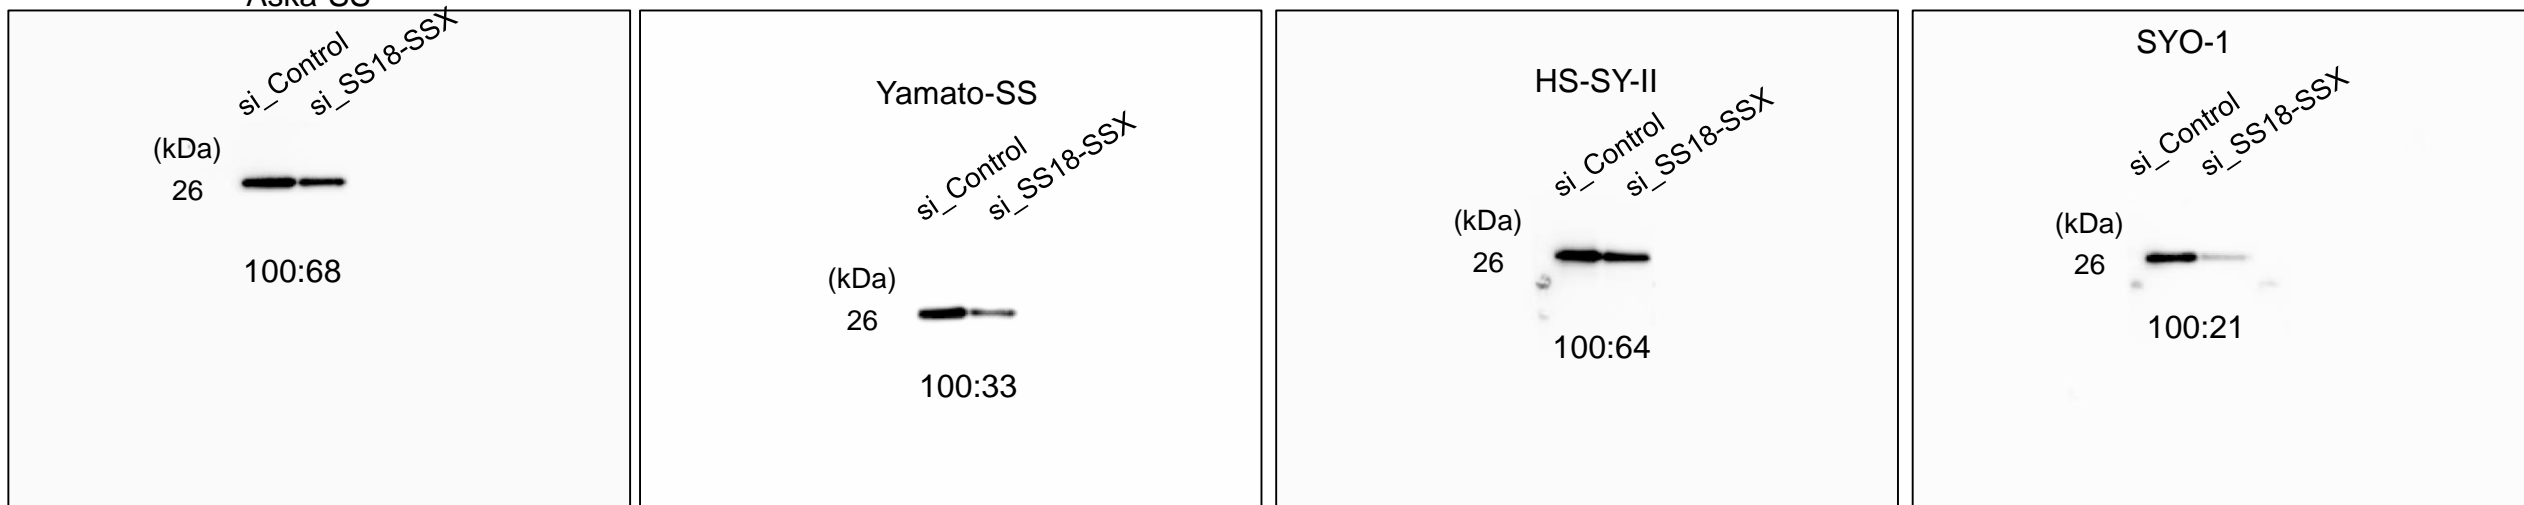 Aska-SS
si_Control
si_SS18-SSX
(kDa)
26
100:68
Yamato-SS
si_Control
si_SS18-SSX
(kDa)
26
100:33
HS-SY-II
si_Control
si_SS18-SSX
(kDa)
26
100:64
SYO-1
si_Control
si_SS18-SSX
(kDa)
26
100:21